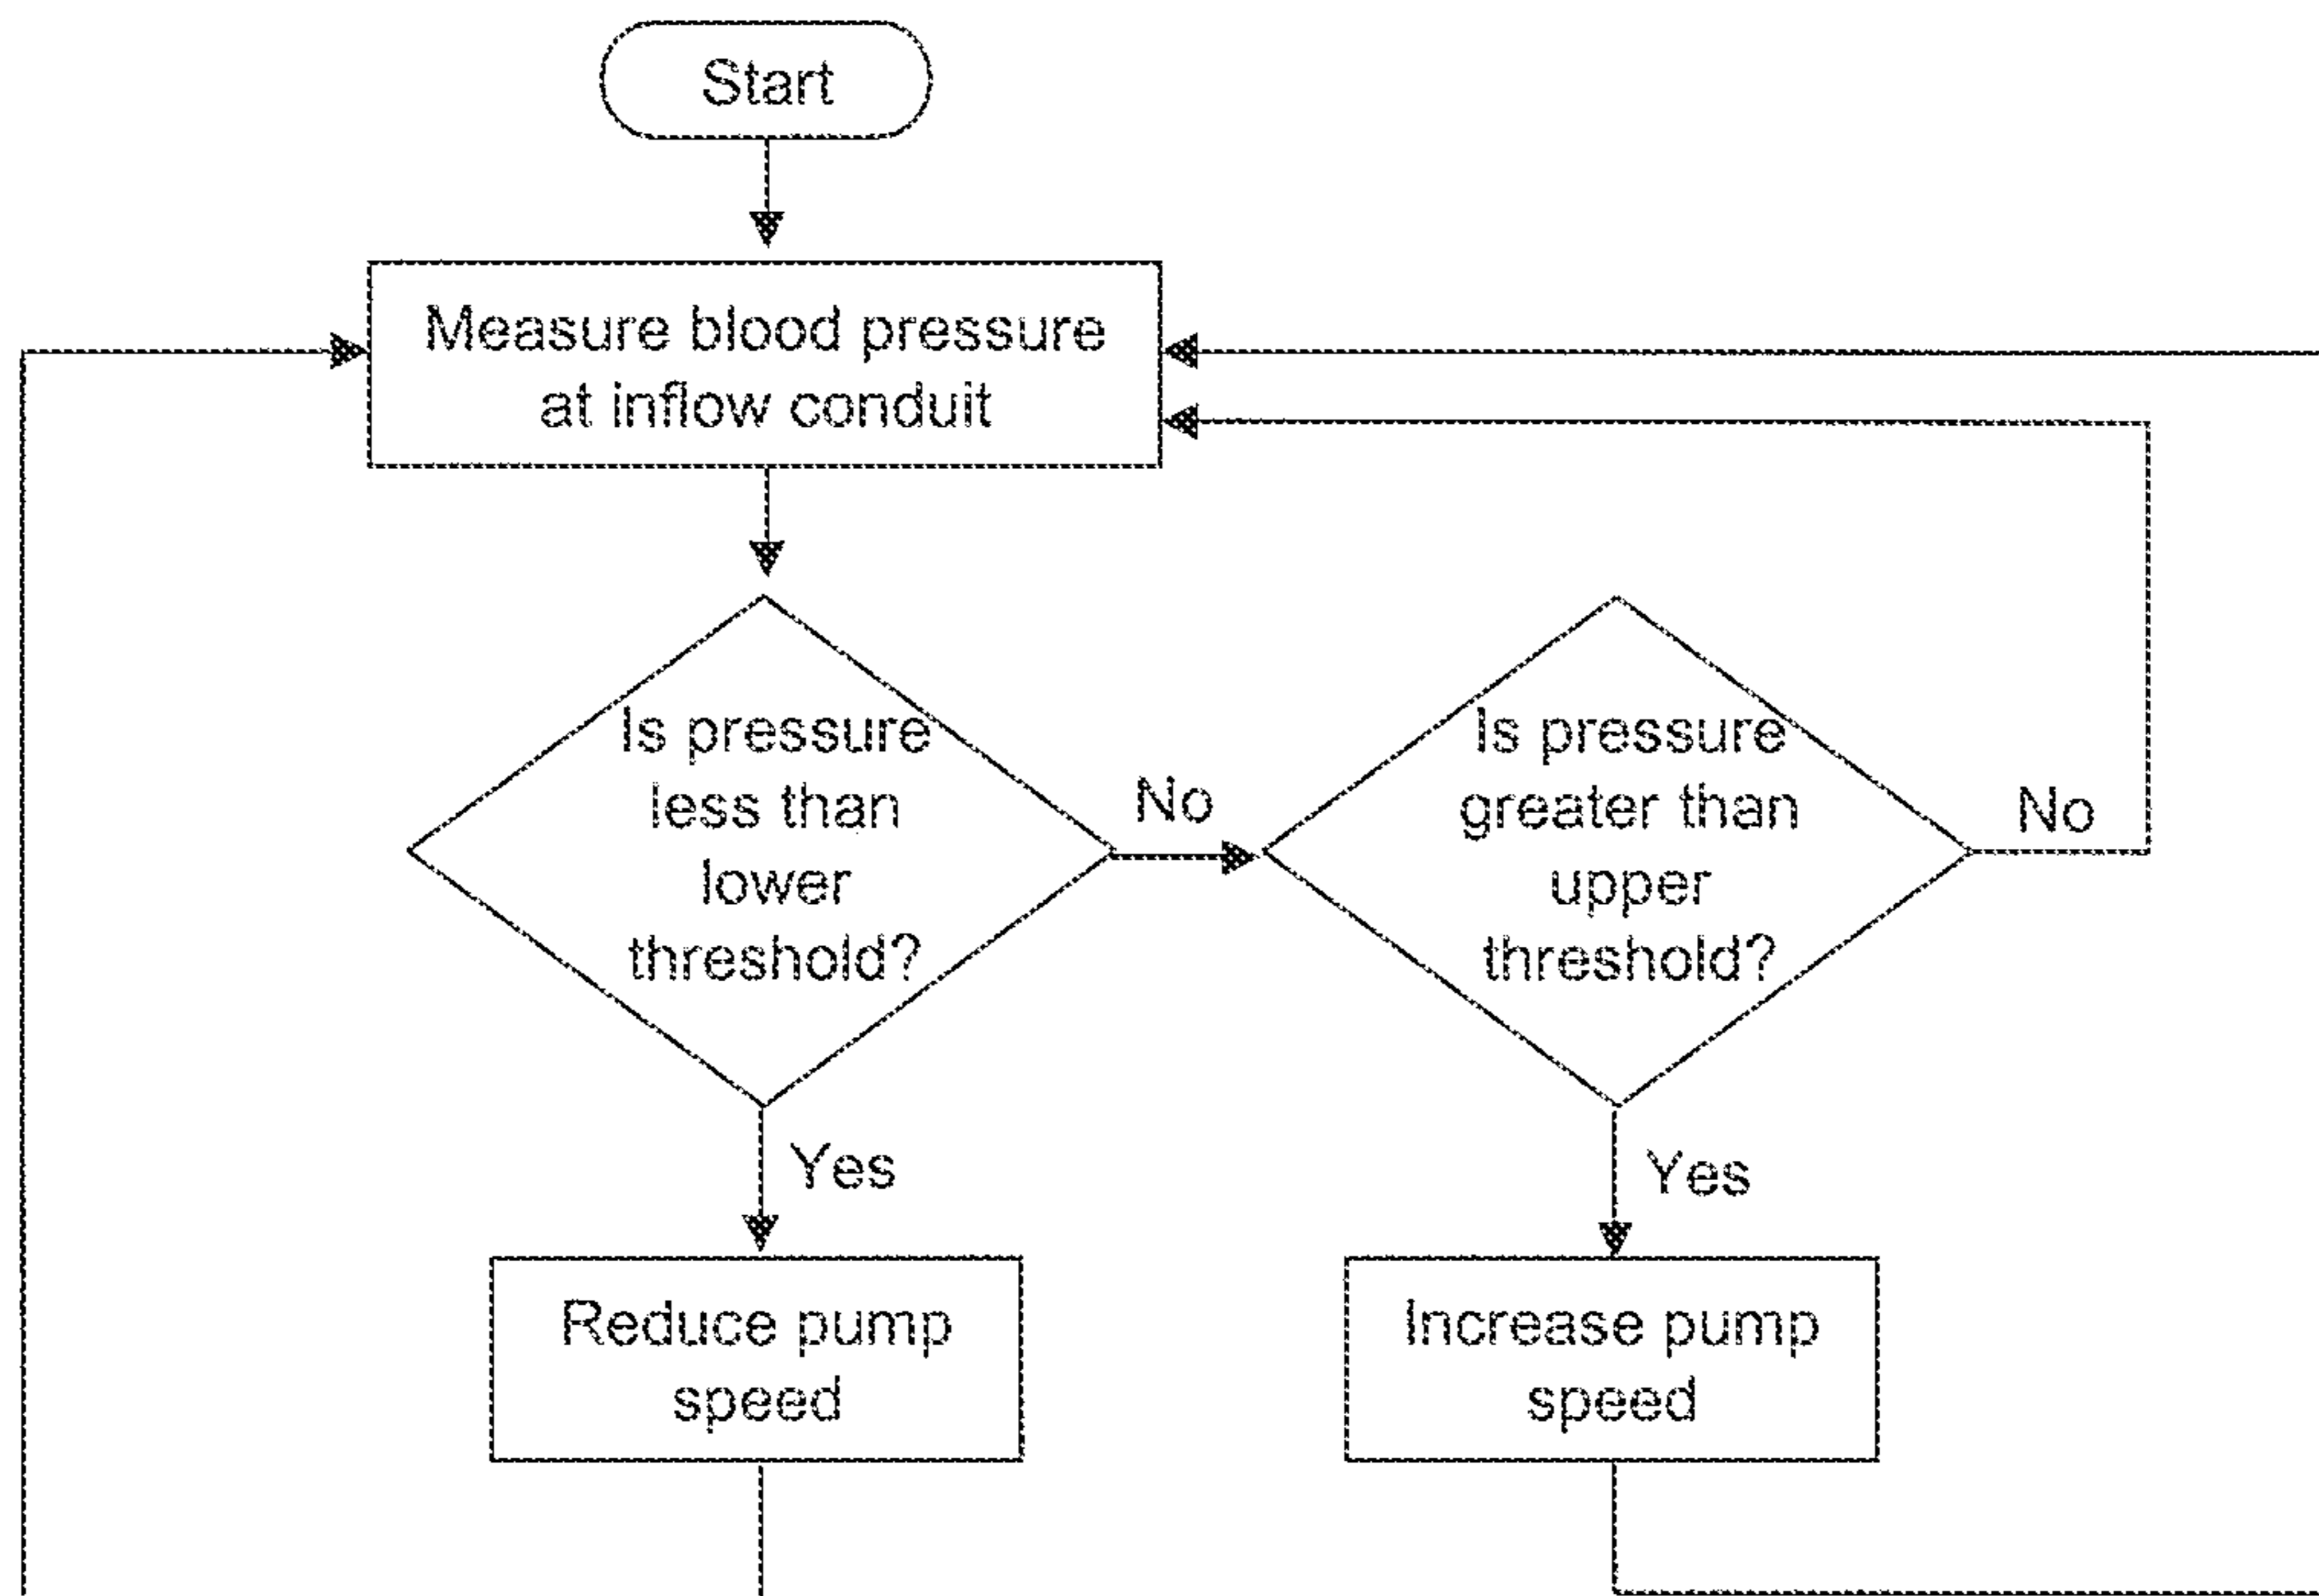 Start
Measure blood pressure
at inflow conduit
Is pressure
less than
lower
threshold?
No
Is pressure
greater than
upper
threshold?
No
Yes
Yes
Reduce pump
speed
Increase pump
speed